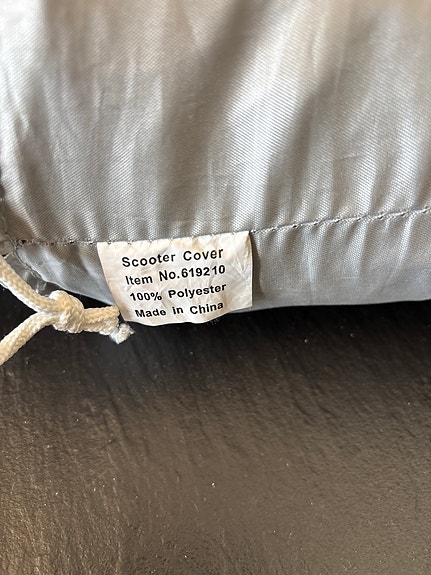 Scooter Cover
Item No.619210
100% Polyester
Made in China